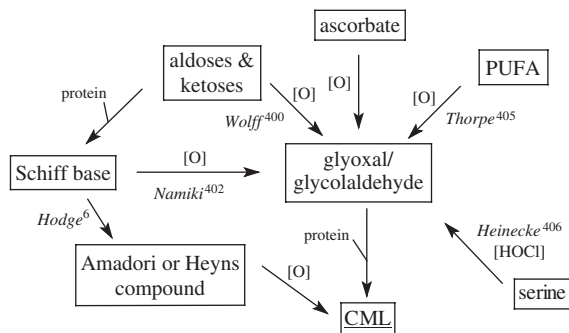 ascorbate
aldoses &
ketoses
PUFA
protein
[O]
[O]
[O]
Wolff400
Thorpe405
Schiff base
[O]
Namiki402
glyoxal/
glycolaldehyde
Hodge6
protein
Heinecke406
[HOCl]
Amadori or Heyns
compound
[O]
CML
serine